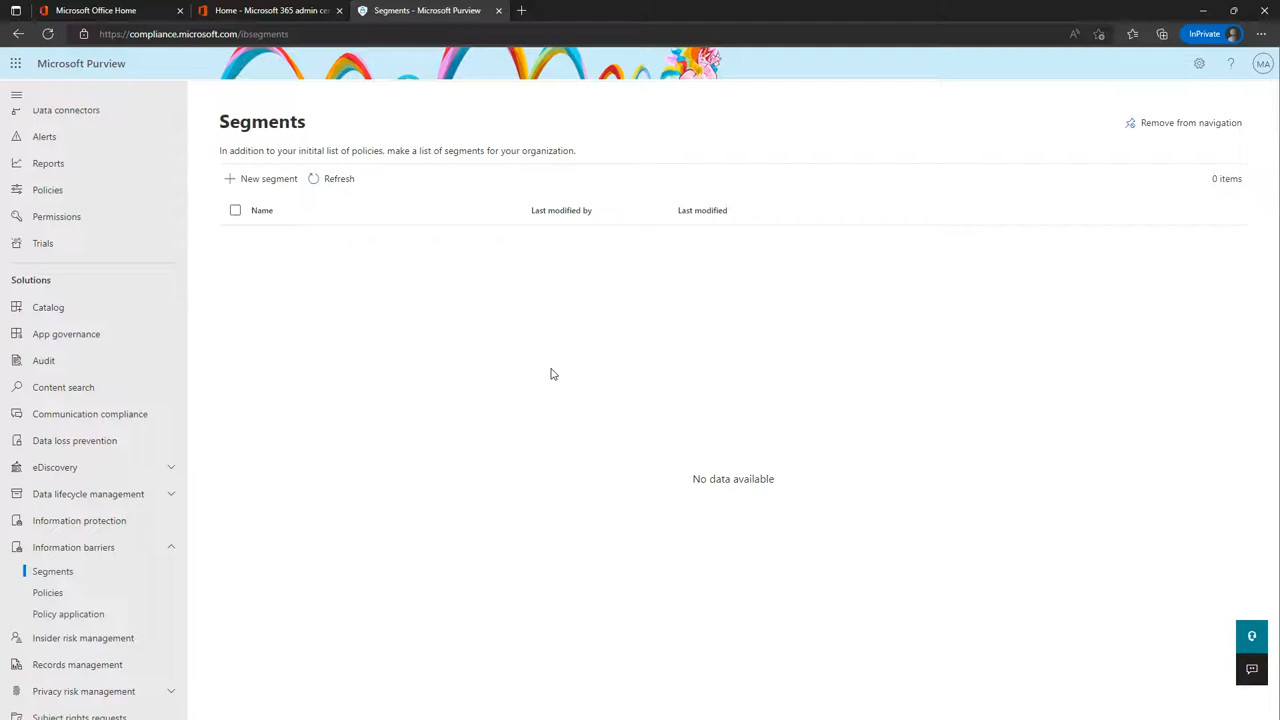 Microsoft Office Home
Home - Microsoft 365 admin cen
Segments - Microsoft Purview
https://compliance.microsoft.com/ibsegments
InPrivate
Microsoft Purview
MA
Data connectors
Alerts
Reports
Policies
Permissions
Trials
Solutions
Catalog
App governance
Audit
Content search
Communication compliance
Data loss prevention
eDiscovery
Data lifecycle management
Information protection
Information barriers
Segments
Policies
Policy application
Insider risk management
Records management
Privacy risk management
Subject rights requests
Segments
Remove from navigation
In addition to your initital list of policies, make a list of segments for your organization.
New segment
Refresh
0 items
Name
Last modified by
Last modified
No data available